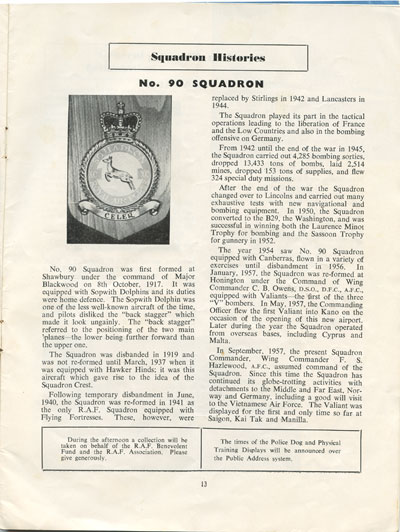 Squadron Histories
No. 90 SQUADRON
CELER
No. 90 Squadron was first formed at
Shawbury under the command of Major
Blackwood on 8th October, 1917. It was
equipped with Sopwith Dolphins and its duties
were home defence. The Sopwith Dolphin was
one of the less well-known aircraft of the time,
and pilots disliked the "back stagger" which
made it look ungainly. The "back stagger"
referred to the positioning of the two main
'planes—the lower being further forward than
the upper one.
The Squadron was disbanded in 1919 and
was not re-formed until March, 1937 when it
was equipped with Hawker Hinds; it was this
aircraft which gave rise to the idea of the
Squadron Crest.
Following temporary disbandment in June,
1940, the Squadron was re-formed in 1941 as
the only R.A.F. Squadron equipped with
Flying Fortresses. These, however, were
replaced by Stirlings in 1942 and Lancasters in
1944.
The Squadron played its part in the tactical
operations leading to the liberation of France
and the Low Countries and also in the bombing
offensive on Germany.
From 1942 until the end of the war in 1945,
the Squadron carried out 4,285 bombing sorties,
dropped 13,433 tons of bombs, laid 2,514
mines, dropped 153 tons of supplies, and flew
324 special duty missions.
After the end of the war the Squadron
changed over to Lincolns and carried out many
exhaustive tests with new navigational and
bombing equipment. In 1950, the Squadron
converted to the B29, the Washington, and was
successful in winning both the Laurence Minot
Trophy for bombing and the Sassoon Trophy
for gunnery in 1952.
The year 1954 saw No. 90 Squadron
equipped with Canberras, flown in a variety of
exercises until disbandment in 1956. In
January, 1957, the Squadron was re-formed at
Honington under the Command of Wing
Commander C. B. Owens, D.S.O., D.F.C., A.F.C.,
equipped with Valiants—the first of the three
"V" bombers. In May, 1957, the Commanding
Officer flew the first Valiant into Kano on the
occasion of the opening of this new airport.
Later during the year the Squadron operated
from overseas bases, including Cyprus and
Malta.
In September, 1957, the present Squadron
Commander, Wing Commander F. S.
Hazlewood, A.F.C., assumed command of the
Squadron. Since this time the Squadron has
continued its globe-trotting activities with
detachments to the Middle and Far East, Nor-
way and Germany, including a good will visit
to the Vietnamese Air Force. The Valiant was
displayed for the first and only time so far at
Saigon, Kai Tak and Manilla.
During the afternoon a collection will be
taken on behalf of the R.A.F. Benevolent
Fund and the R.A.F. Association. Please
give generously.
The times of the Police Dog and Physical
Training Displays will be announced over
the Public Address system.
13